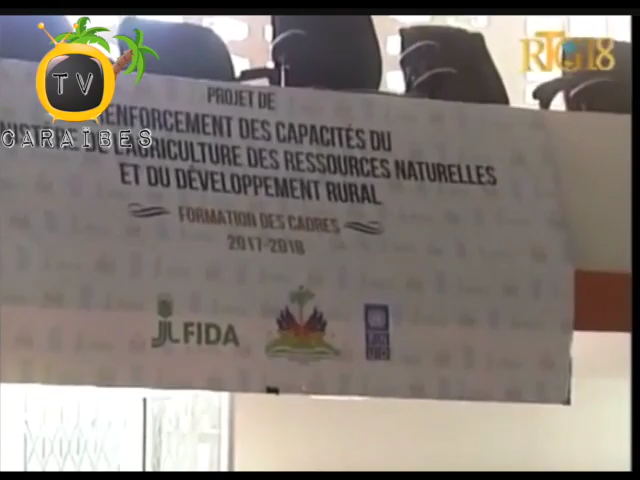 TV
CARAÏBES
RTG18
PROJET DE
RENFORCEMENT DES CAPACITÉS DU
DE L'AGRICULTURE DES RESSOURCES NATURELLES
ET DU DÉVELOPPEMENT RURAL
FORMATION DES CADRES
2017-2018
FIDA